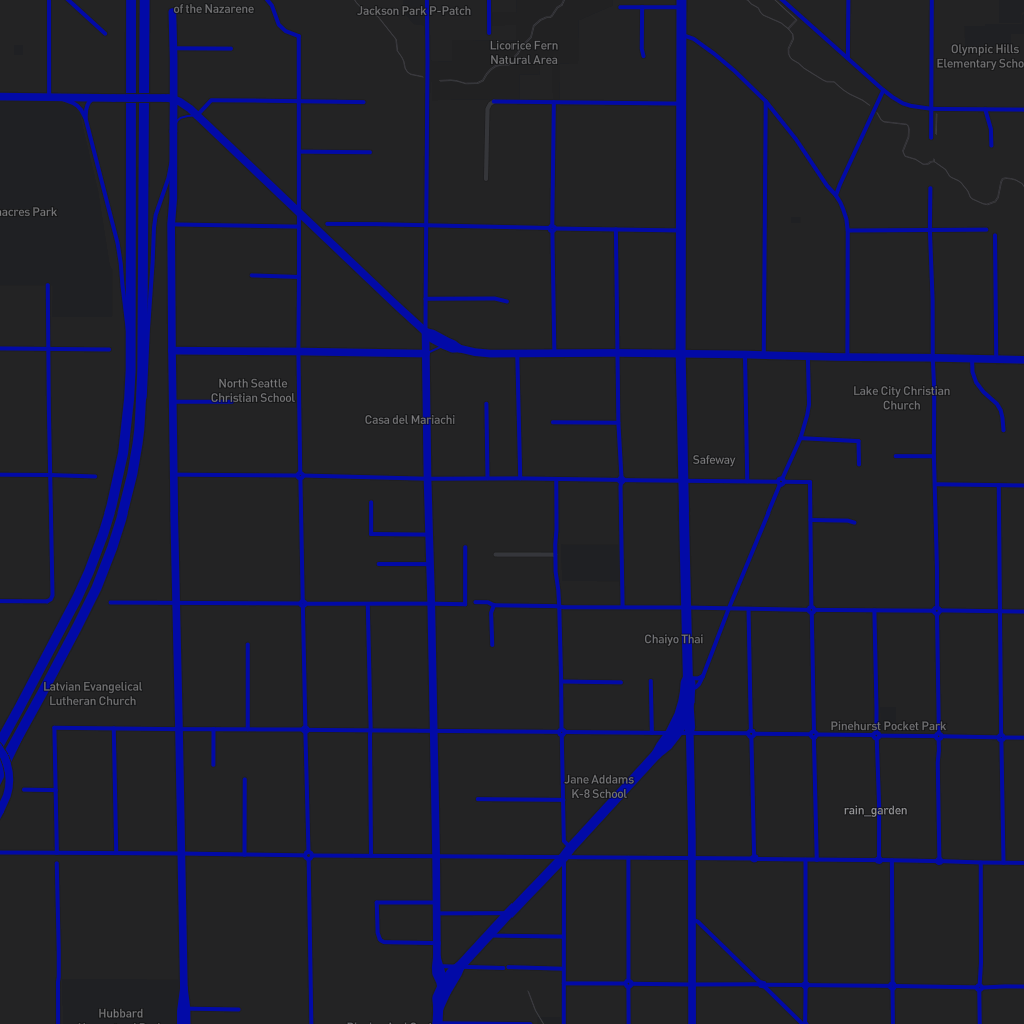 of the Nazarene
Jackson Park P-Patch
Licorice Fern
Natural Area
Olympic Hills
Elementary
Park
North Seattle
Christian School
Casa del Mariachi
Lake City Christian
Church
Safeway
Chaiyo Thai
Latvian Evangelical
Lutheran Church
Pinehurst Pocket Park
Jane Addams
K-8 School
rain_garden
Hubbard